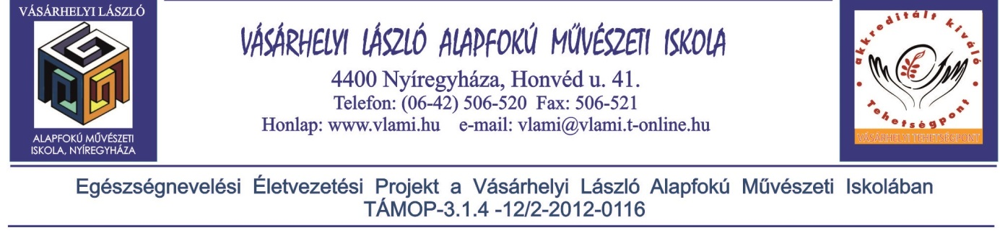 VÁSÁRHELYI LÁSZLÓ
ALAPFOKÚ MŰVÉSZETI
ISKOLA, NYÍREGYHÁZA
VÁSÁRHELYI LÁSZLÓ ALAPFOKÚ MŰVÉSZETI ISKOLA
4400 Nyíregyháza, Honvéd u. 41.
Telefon: (06-42) 506-520 Fax: 506-521
Honlap: www.vlami.hu e-mail: vlami@vlami.t-online.hu
akkreditált kiváló
Tehetségpont
VÁSÁRHELYI TEHETSÉGPONT
Egészségnevelési Életvezetési Projekt a Vásárhelyi László Alapfokú Művészeti Iskolában
TÁMOP-3.1.4 -12/2-2012-0116